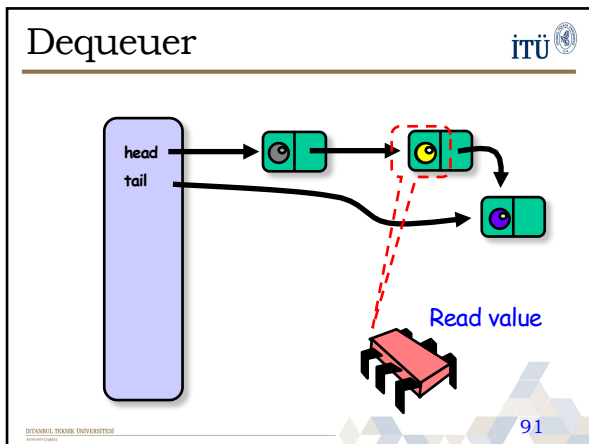 Dequeuer
İTÜ
head
tail
Read value
İSTANBUL TEKNİK ÜNİVERSİTESİ
91